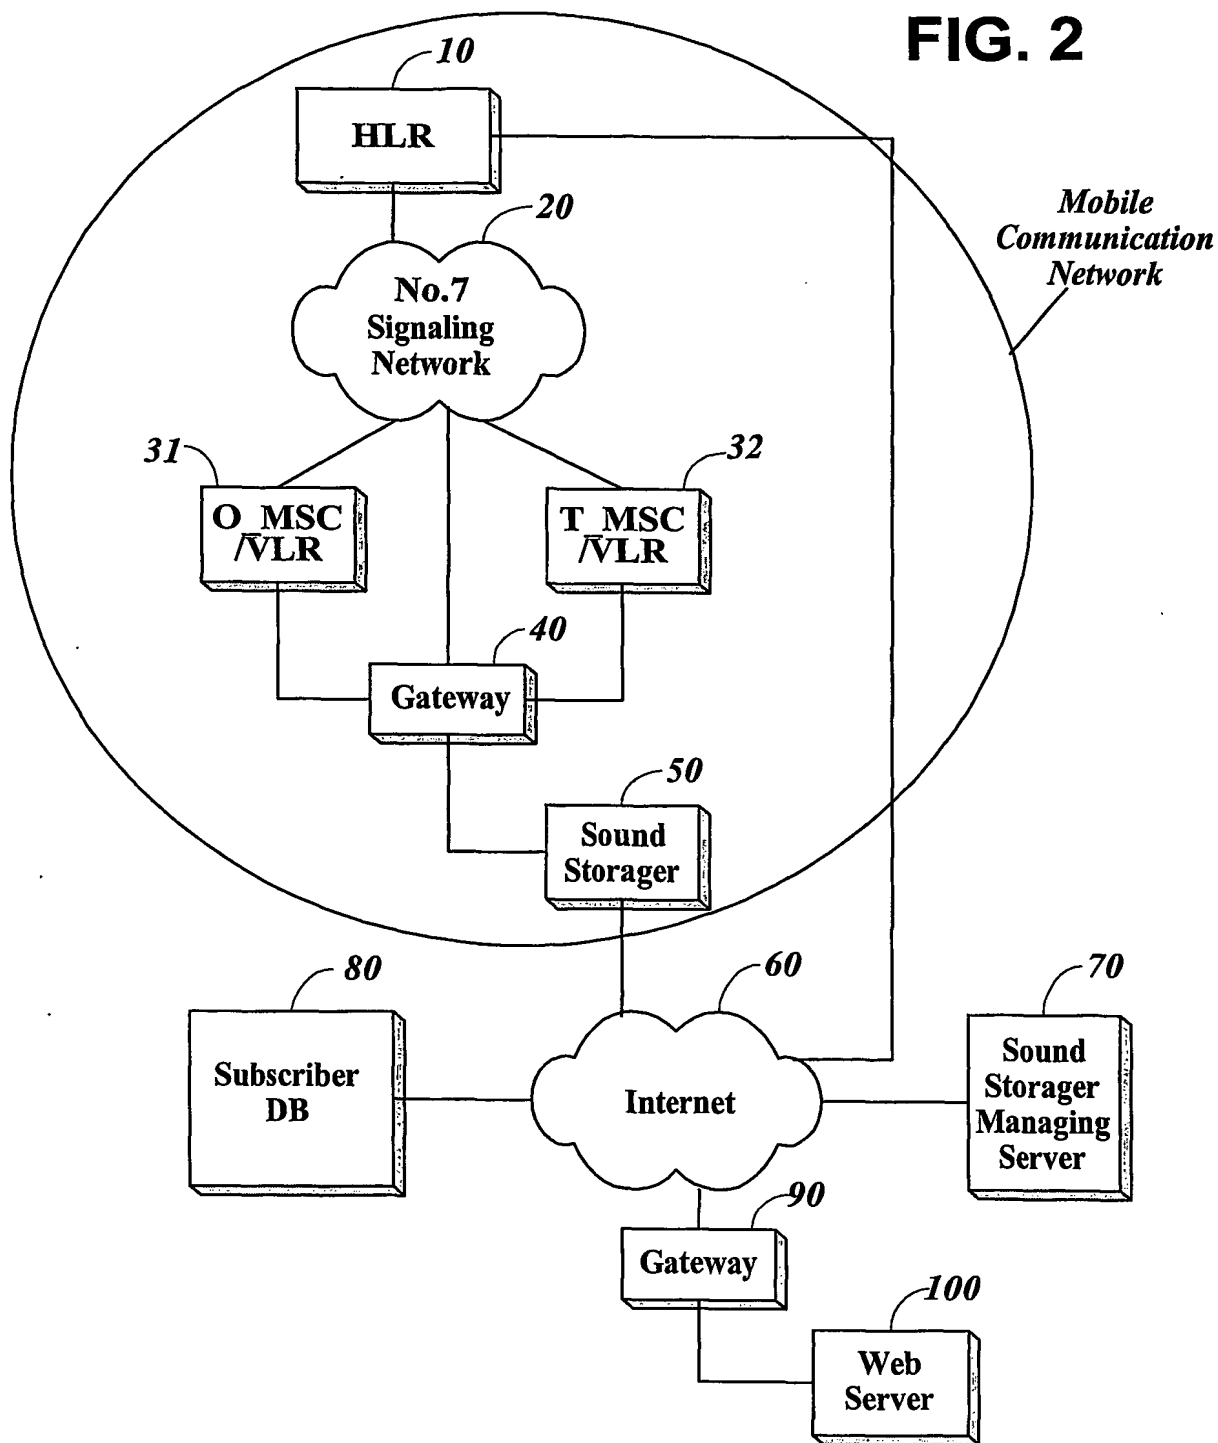 FIG. 2
10
HLR
20
Mobile
Communication
Network
No.7
Signaling
Network
31
32
O_MSC
/VLR
T_MSC
/VLR
40
Gateway
50
Sound
Storager
80
60
70
Subscriber
DB
Internet
Sound
Storager
Managing
Server
90
Gateway
100
Web
Server